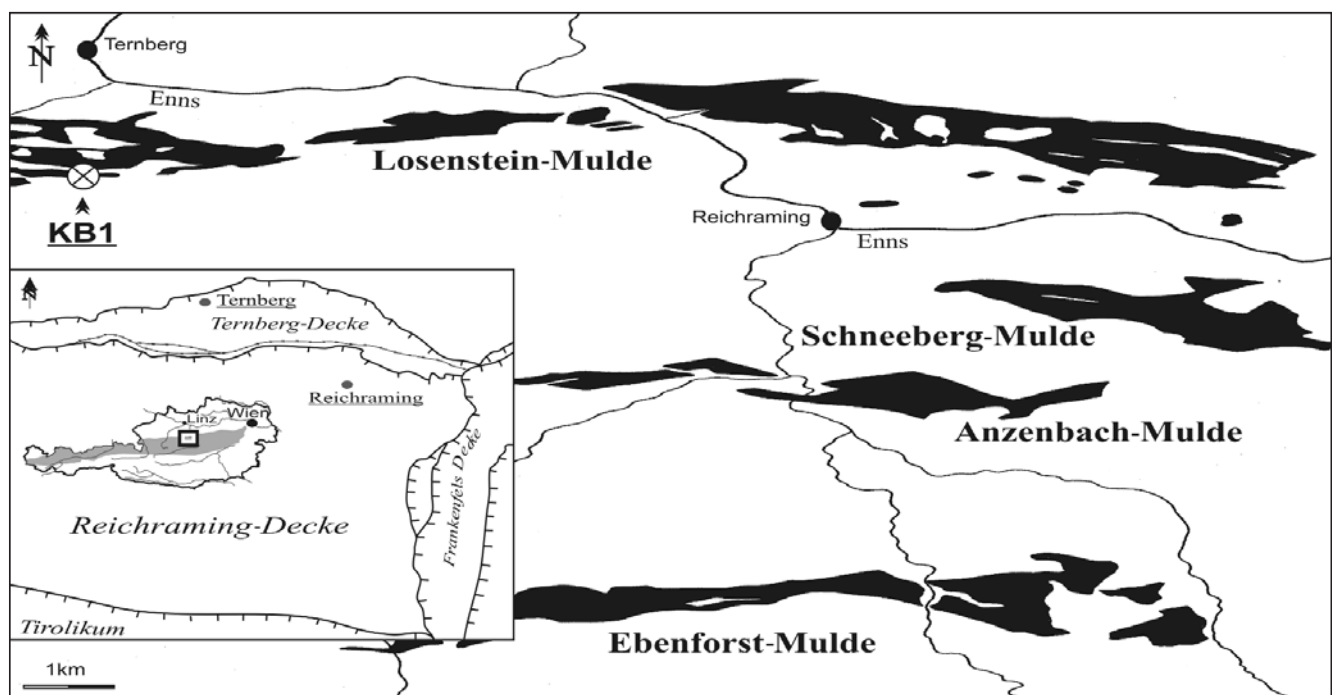 N
Ternberg
Enns
Losenstein-Mulde
KB1
Reichraming
Enns
Schneeberg-Mulde
Anzenbach-Mulde
Ebenforst-Mulde
N
Ternberg
Ternberg-Decke
Reichraming
Linz
Wien
Frankenfels Decke
Reichraming-Decke
Tirolikum
1km